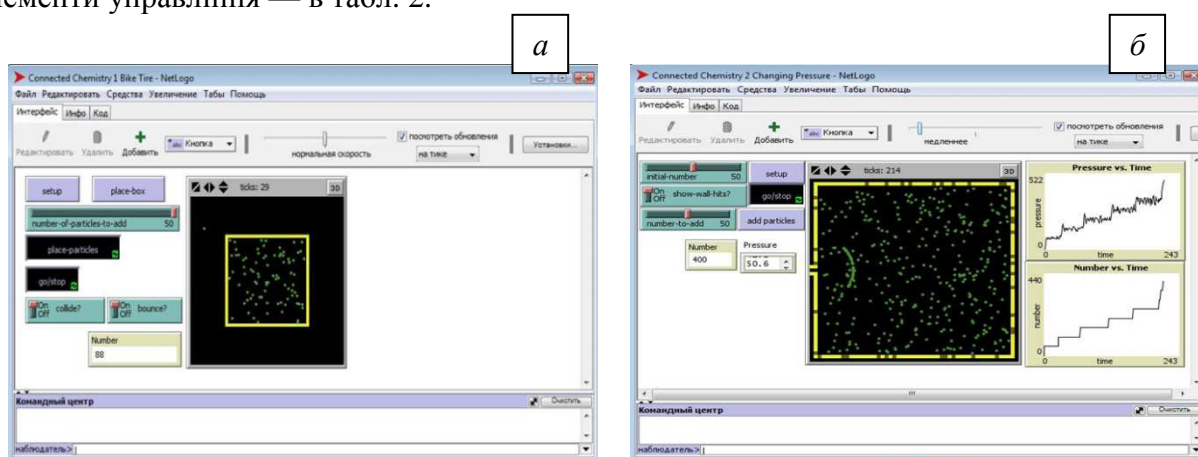 ементи управління — в табл. 2.
а
б
Connected Chemistry 1 Bike Tire - NetLogo
Файл Редактировать Средства Увеличение Табы Помощь
Интерфейс Инфо Код
Редактировать Удалить Добавить
abc Кнопка
нормальная скорость
посмотреть обновления
на тике
Установки...
setup
place-box
number-of-particles-to-add 50
place-particles
go/stop
On Off collide?
On Off bounce?
Number
88
ticks: 29
3D
Командный центр
Очистить
наблюдатель>
Connected Chemistry 2 Changing Pressure - NetLogo
Файл Редактировать Средства Увеличение Табы Помощь
Интерфейс Инфо Код
Редактировать Удалить Добавить
abc Кнопка
медленнее
посмотреть обновления
на тике
initial-number 50
setup
On Off show-wall-hits?
go/stop
number-to-add 50
add particles
Number
400
Pressure
50.6
ticks: 214
3D
Pressure vs. Time
522
pressure
0
0 time 243
Number vs. Time
440
number
0
0 time 243
Командный центр
Очистить
наблюдатель>